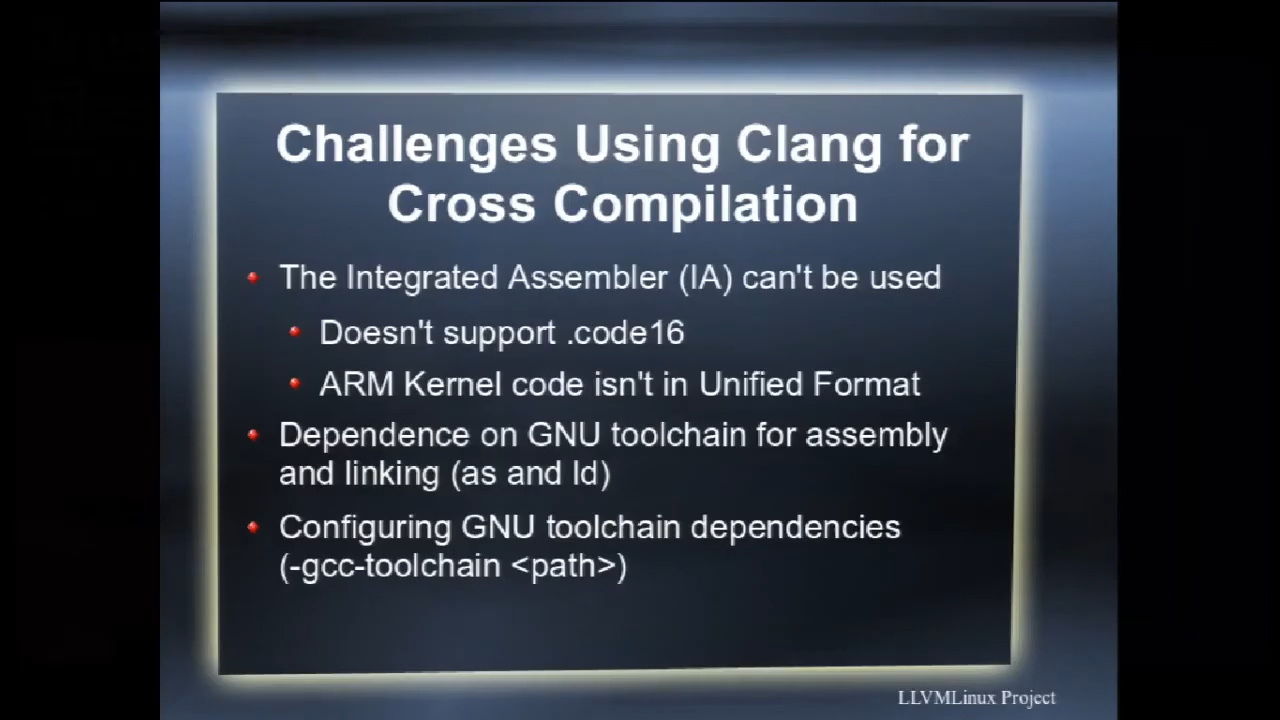 Challenges Using Clang for
Cross Compilation
The Integrated Assembler (IA) can't be used
Doesn't support .code16
ARM Kernel code isn't in Unified Format
Dependence on GNU toolchain for assembly
and linking (as and ld)
Configuring GNU toolchain dependencies
(-gcc-toolchain <path>)
LLVMLinux Project